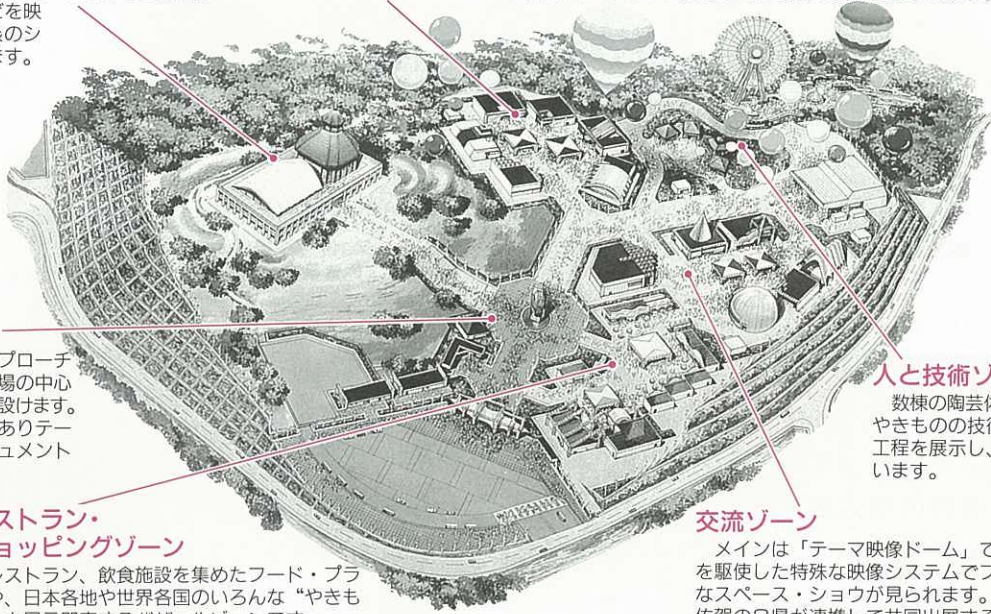 どを映
のシ
ます。
プローチ
場の中心
設けます。
ありテー
ュメント
ストラン・
ョッピングゾーン
レストラン、飲食施設を集めたフード・プラ
や、日本各地や世界各国のいろんな“やきも
人と技術ゾ
数棟の陶芸体
やきものの技術
工程を展示し、
います。
交流ゾーン
メインは「テーマ映像ドーム」で
を駆使した特殊な映像システムでフ
なスペース・ショウが見られます。